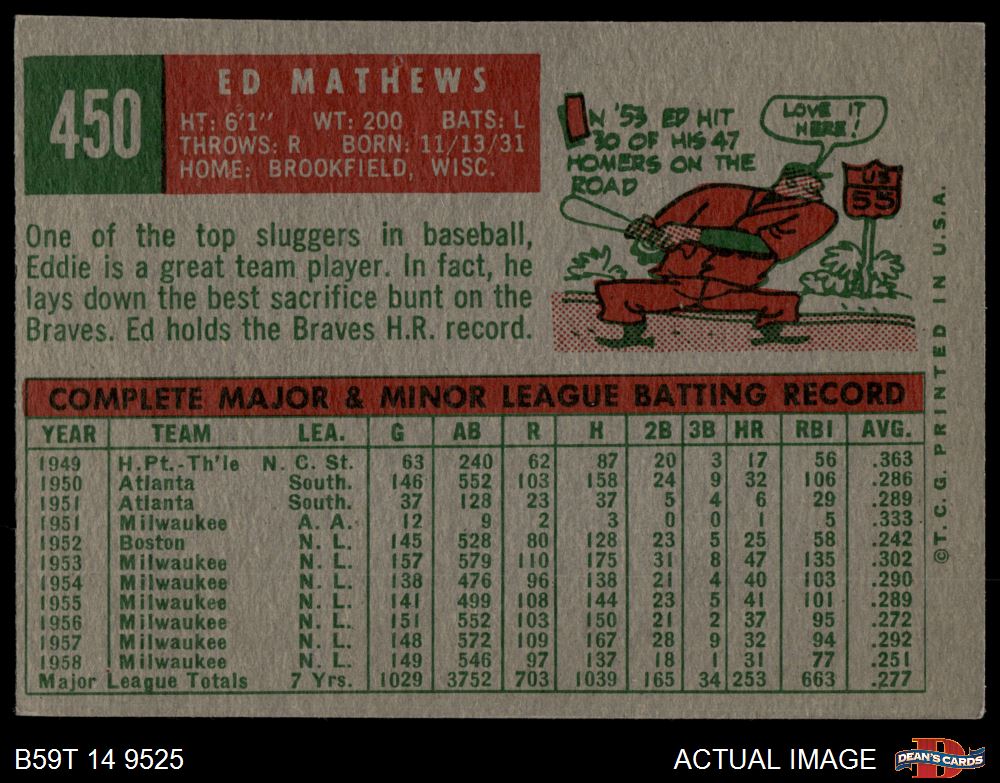 450
ED MATHEWS
HT: 6'1" WT: 200 BATS: L
THROWS: R BORN: 11/13/31
HOME: BROOKFIELD, WISC.
One of the top sluggers in baseball,
Eddie is a great team player. In fact, he
lays down the best sacrifice bunt on the
Braves. Ed holds the Braves H.R. record.
IN '53 ED HIT
30 OF HIS 47
HOMERS ON THE
ROAD
LOVE IT
HERE!
US
55
COMPLETE MAJOR & MINOR LEAGUE BATTING RECORD
YEAR TEAM LEA. G AB R H 2B 3B HR RBI AVG.
1949 H.Pt.-Th'le N. C. St. 63 240 62 87 20 3 17 56 .363
1950 Atlanta South. 146 552 103 158 24 9 32 106 .286
1951 Atlanta South. 37 128 23 37 5 4 6 29 .289
1951 Milwaukee A. A. 12 9 2 3 0 0 1 5 .333
1952 Boston N. L. 145 528 80 128 23 5 25 58 .242
1953 Milwaukee N. L. 157 579 110 175 31 8 47 135 .302
1954 Milwaukee N. L. 138 476 96 138 21 4 40 103 .290
1955 Milwaukee N. L. 141 499 108 144 23 5 41 101 .289
1956 Milwaukee N. L. 151 552 103 150 21 2 37 95 .272
1957 Milwaukee N. L. 148 572 109 167 28 9 32 94 .292
1958 Milwaukee N. L. 149 546 97 137 18 1 31 77 .251
Major League Totals 7 Yrs. 1029 3752 703 1039 165 34 253 663 .277
©T. C. G. PRINTED IN U.S.A.
B59T 14 9525
ACTUAL IMAGE
D
DEAN'S CARDS